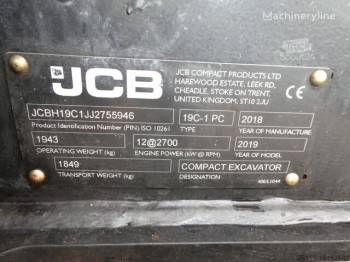 Machineryline
JCB
JCB COMPACT PRODUCTS LTD
HAREWOOD ESTATE, LEEK RD,
CHEADLE, STOKE ON TRENT,
UNITED KINGDOM, ST10 2JU
CE
JCBH19C1JJ2755946 19C-1 PC 2018
Product Identification Number (PIN) ISO 10261 TYPE YEAR OF MANUFACTURE
1943 12@2700 2019
OPERATING WEIGHT (kg) ENGINE POWER (kW @ RPM) YEAR OF MODEL
1849 COMPACT EXCAVATOR
TRANSPORT WEIGHT (kg) DESIGNATION